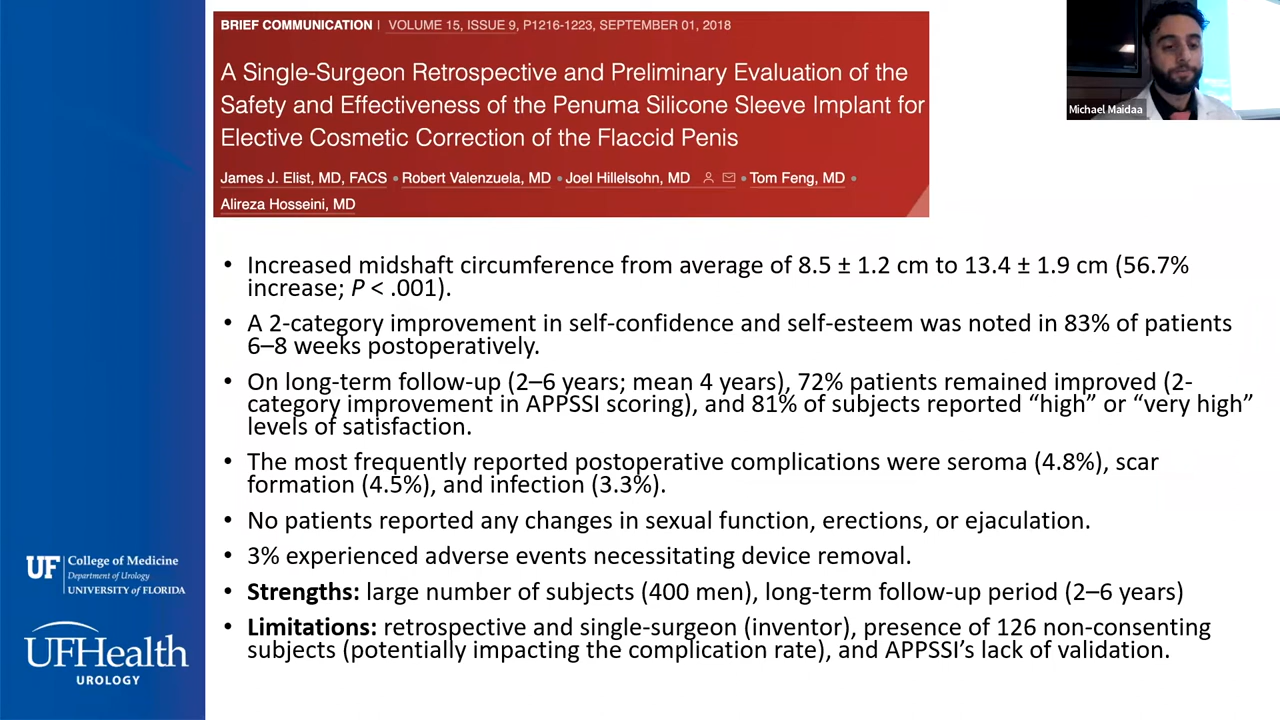 BRIEF COMMUNICATION | VOLUME 15, ISSUE 9, P1216-1223, SEPTEMBER 01, 2018
A Single-Surgeon Retrospective and Preliminary Evaluation of the
Safety and Effectiveness of the Penuma Silicone Sleeve Implant for
Elective Cosmetic Correction of the Flaccid Penis
James J. Elist, MD, FACS • Robert Valenzuela, MD • Joel Hillelsohn, MD • Tom Feng, MD •
Alireza Hosseini, MD
Michael Maidaa
• Increased midshaft circumference from average of 8.5 ± 1.2 cm to 13.4 ± 1.9 cm (56.7%
increase; P < .001).
• A 2-category improvement in self-confidence and self-esteem was noted in 83% of patients
6–8 weeks postoperatively.
• On long-term follow-up (2–6 years; mean 4 years), 72% patients remained improved (2-
category improvement in APPSSI scoring), and 81% of subjects reported “high” or “very high”
levels of satisfaction.
• The most frequently reported postoperative complications were seroma (4.8%), scar
formation (4.5%), and infection (3.3%).
• No patients reported any changes in sexual function, erections, or ejaculation.
• 3% experienced adverse events necessitating device removal.
• Strengths: large number of subjects (400 men), long-term follow-up period (2–6 years)
• Limitations: retrospective and single-surgeon (inventor), presence of 126 non-consenting
subjects (potentially impacting the complication rate), and APPSSI’s lack of validation.
UF College of Medicine
Department of Urology
UNIVERSITY of FLORIDA
UFHealth
UROLOGY